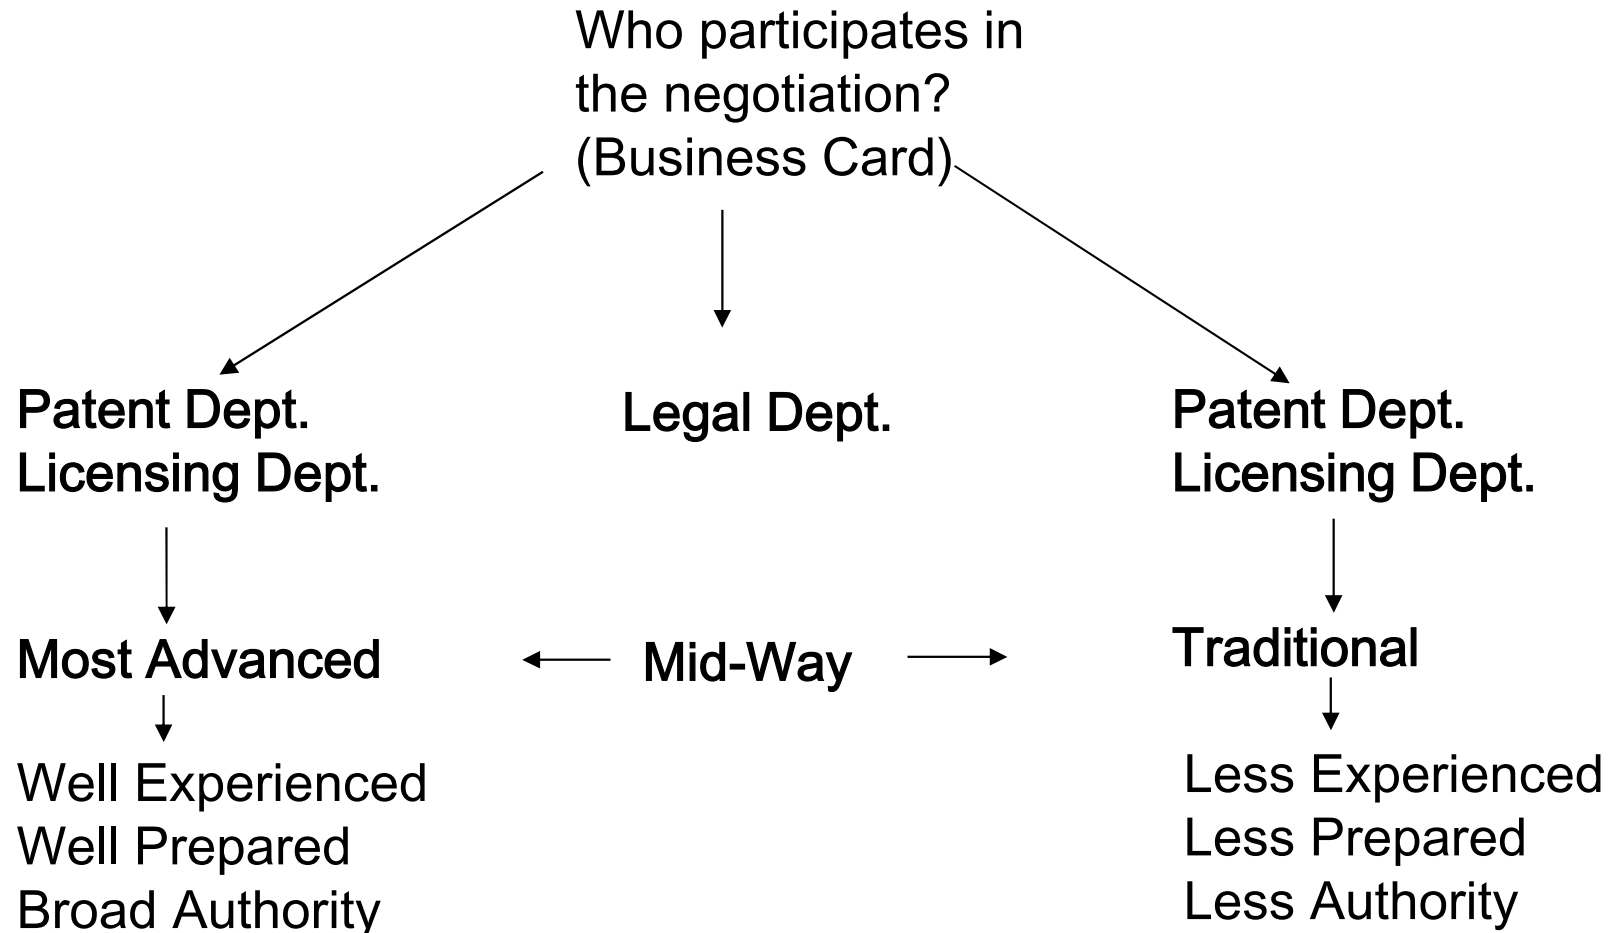 Who participates in
the negotiation?
(Business Card)
Patent Dept.
Licensing Dept.
Legal Dept.
Patent Dept.
Licensing Dept.
Most Advanced
Mid-Way
Traditional
Well Experienced
Well Prepared
Broad Authority
Less Experienced
Less Prepared
Less Authority